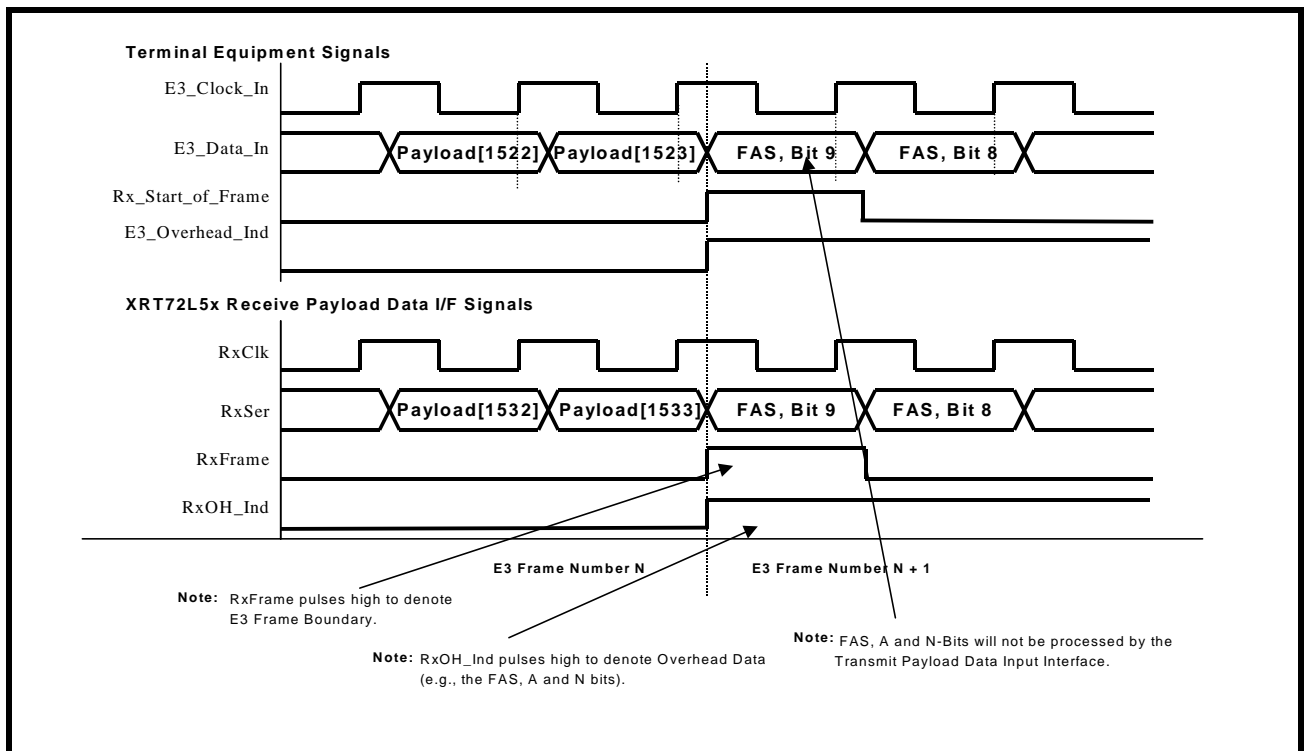 Terminal Equipment Signals
E3_Clock_In
E3_Data_In
Payload[1522]
Payload[1523]
FAS, Bit 9
FAS, Bit 8
Rx_Start_of_Frame
E3_Overhead_Ind
XRT72L5x Receive Payload Data I/F Signals
RxClk
RxSer
Payload[1532]
Payload[1533]
FAS, Bit 9
FAS, Bit 8
RxFrame
RxOH_Ind
E3 Frame Number N
E3 Frame Number N + 1
Note: RxFrame pulses high to denote
E3 Frame Boundary.
Note: RxOH_Ind pulses high to denote Overhead Data
(e.g., the FAS, A and N bits).
Note: FAS, A and N-Bits will not be processed by the
Transmit Payload Data Input Interface.